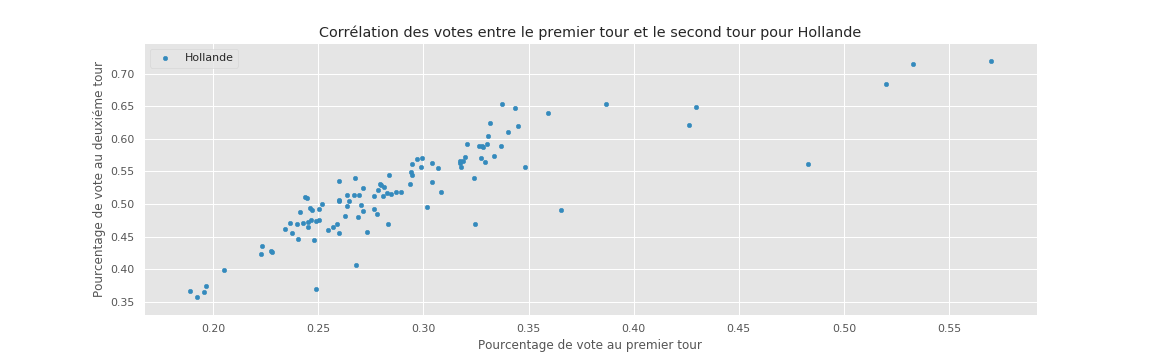 Corrélation des votes entre le premier tour et le second tour pour Hollande
Hollande
Pourcentage de vote au deuxiéme tour
0.70
0.65
0.60
0.55
0.50
0.45
0.40
0.35
0.20 0.25 0.30 0.35 0.40 0.45 0.50 0.55
Pourcentage de vote au premier tour